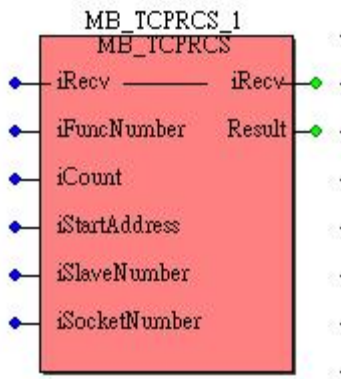 MB_TCPRCS_1
MB_TCPRCS
iRecv iRecv
iFuncNumber Result
iCount
iStartAddress
iSlaveNumber
iSocketNumber